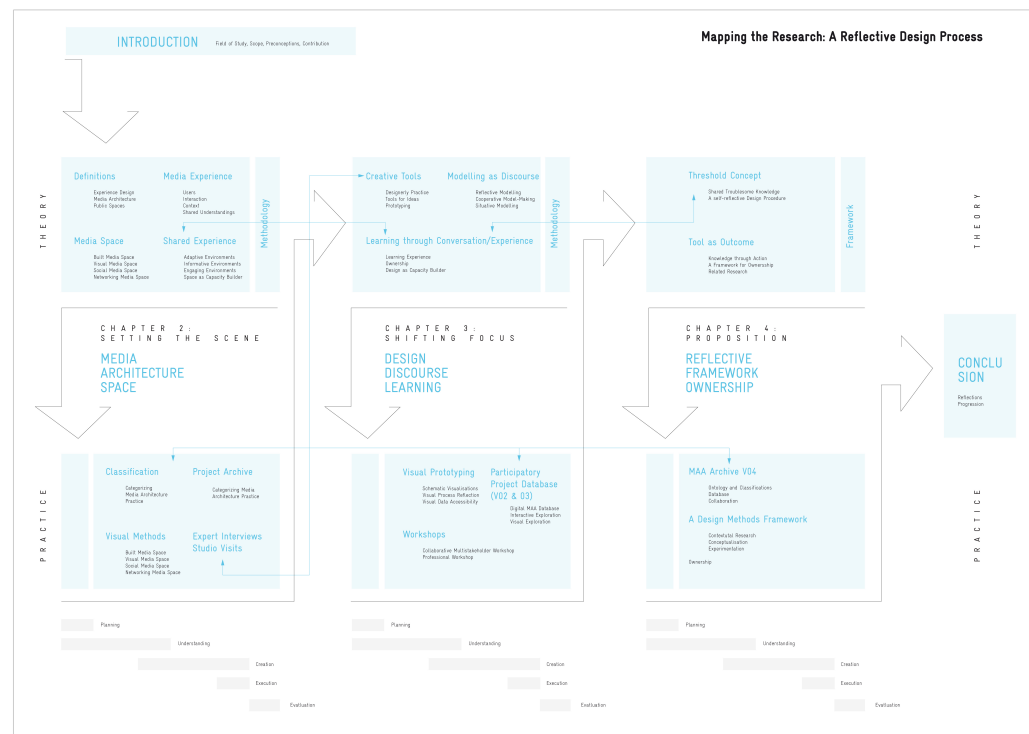 Mapping the Research: A Reflective Design Process
INTRODUCTION
Field of Study, Scope, Preconceptions, Contribution
THEORY
Definitions
Experience Design
Media Architecture
Public Spaces
Media Experience
Users
Interaction
Context
Shared Understandings
Media Space
Built Media Space
Visual Media Space
Social Media Space
Networking Media Space
Shared Experience
Adaptive Environments
Informative Environments
Engaging Environments
Space as Capacity Builder
Methodology
Creative Tools
Designerly Practice
Tools for Ideas
Prototyping
Modelling as Discourse
Reflective Modelling
Cooperative Model-Making
Situative Modelling
Learning through Conversation/Experience
Learning Experience
Ownership
Design as Capacity Builder
Methodology
Threshold Concept
Shared Troublesome Knowledge
A self-reflective Design Procedure
Tool as Outcome
Knowledge through Action
A Framework for Ownership
Related Research
Framework
THEORY
CHAPTER 2:
SETTING THE SCENE
MEDIA
ARCHITECTURE
SPACE
CHAPTER 3:
SHIFTING FOCUS
DESIGN
DISCOURSE
LEARNING
CHAPTER 4:
PROPOSITION
REFLECTIVE
FRAMEWORK
OWNERSHIP
CONCLU
SION
Reflections
Progression
PRACTICE
Classification
Categorizing
Media Architecture
Practice
Project Archive
Categorizing Media
Architecture Practice
Visual Methods
Built Media Space
Visual Media Space
Social Media Space
Networking Media Space
Expert Interviews
Studio Visits
Visual Prototyping
Schematic Visualisations
Visual Process Reflection
Visual Data Accessibility
Participatory
Project Database
(V02 & 03)
Digital MAA Database
Interactive Exploration
Visual Exploration
Workshops
Collaborative Multistakeholder Workshop
Professional Workshop
MAA Archive V04
Ontology and Classifications
Database
Collaboration
A Design Methods Framework
Contextutal Research
Conceptualisation
Experimentation
Ownership
PRACTICE
Planning
Understanding
Creation
Execution
Evaltuation
Planning
Understanding
Creation
Execution
Evaltuation
Planning
Understanding
Creation
Execution
Evaltuation